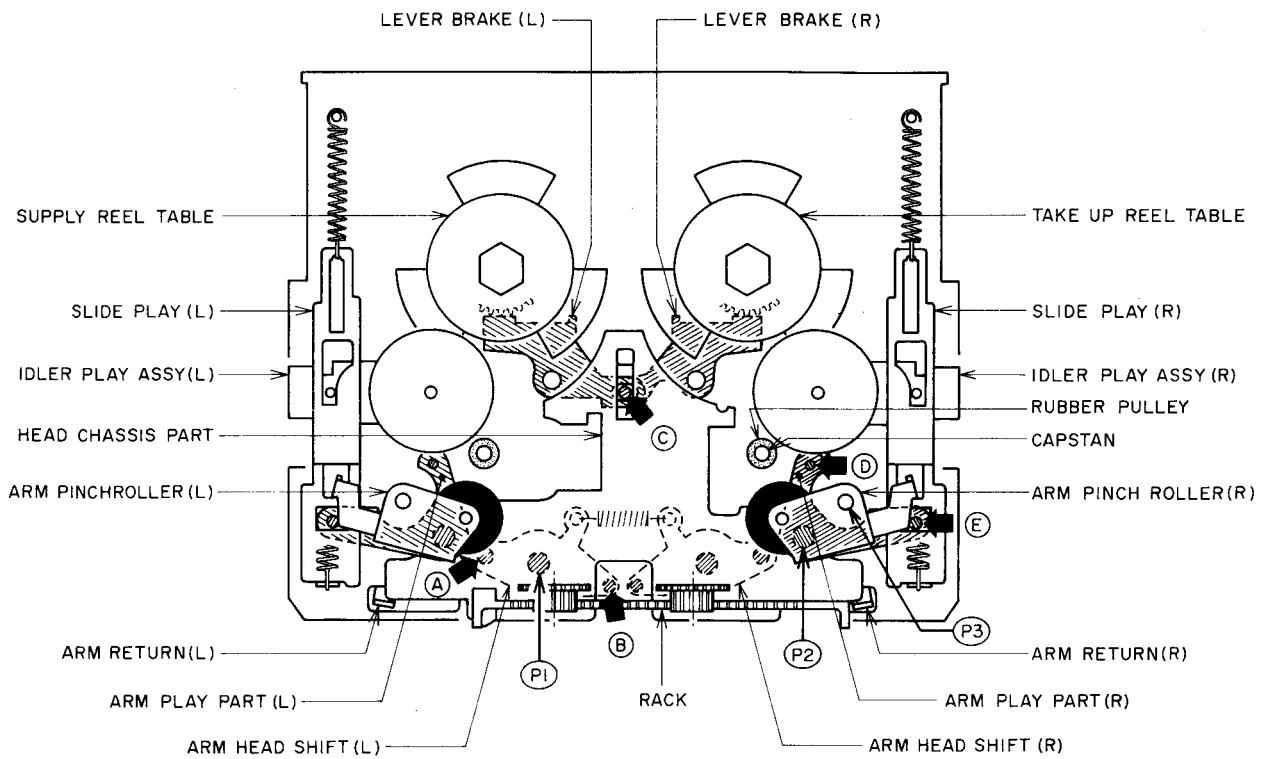 LEVER BRAKE (L)
LEVER BRAKE (R)
SUPPLY REEL TABLE
TAKE UP REEL TABLE
SLIDE PLAY (L)
SLIDE PLAY (R)
IDLER PLAY ASSY (L)
IDLER PLAY ASSY (R)
RUBBER PULLEY
HEAD CHASSIS PART
C
CAPSTAN
D
ARM PINCHROLLER (L)
ARM PINCH ROLLER (R)
E
A
B
P3
ARM RETURN (L)
P1
P2
ARM RETURN (R)
ARM PLAY PART (L)
RACK
ARM PLAY PART (R)
ARM HEAD SHIFT (L)
ARM HEAD SHIFT (R)